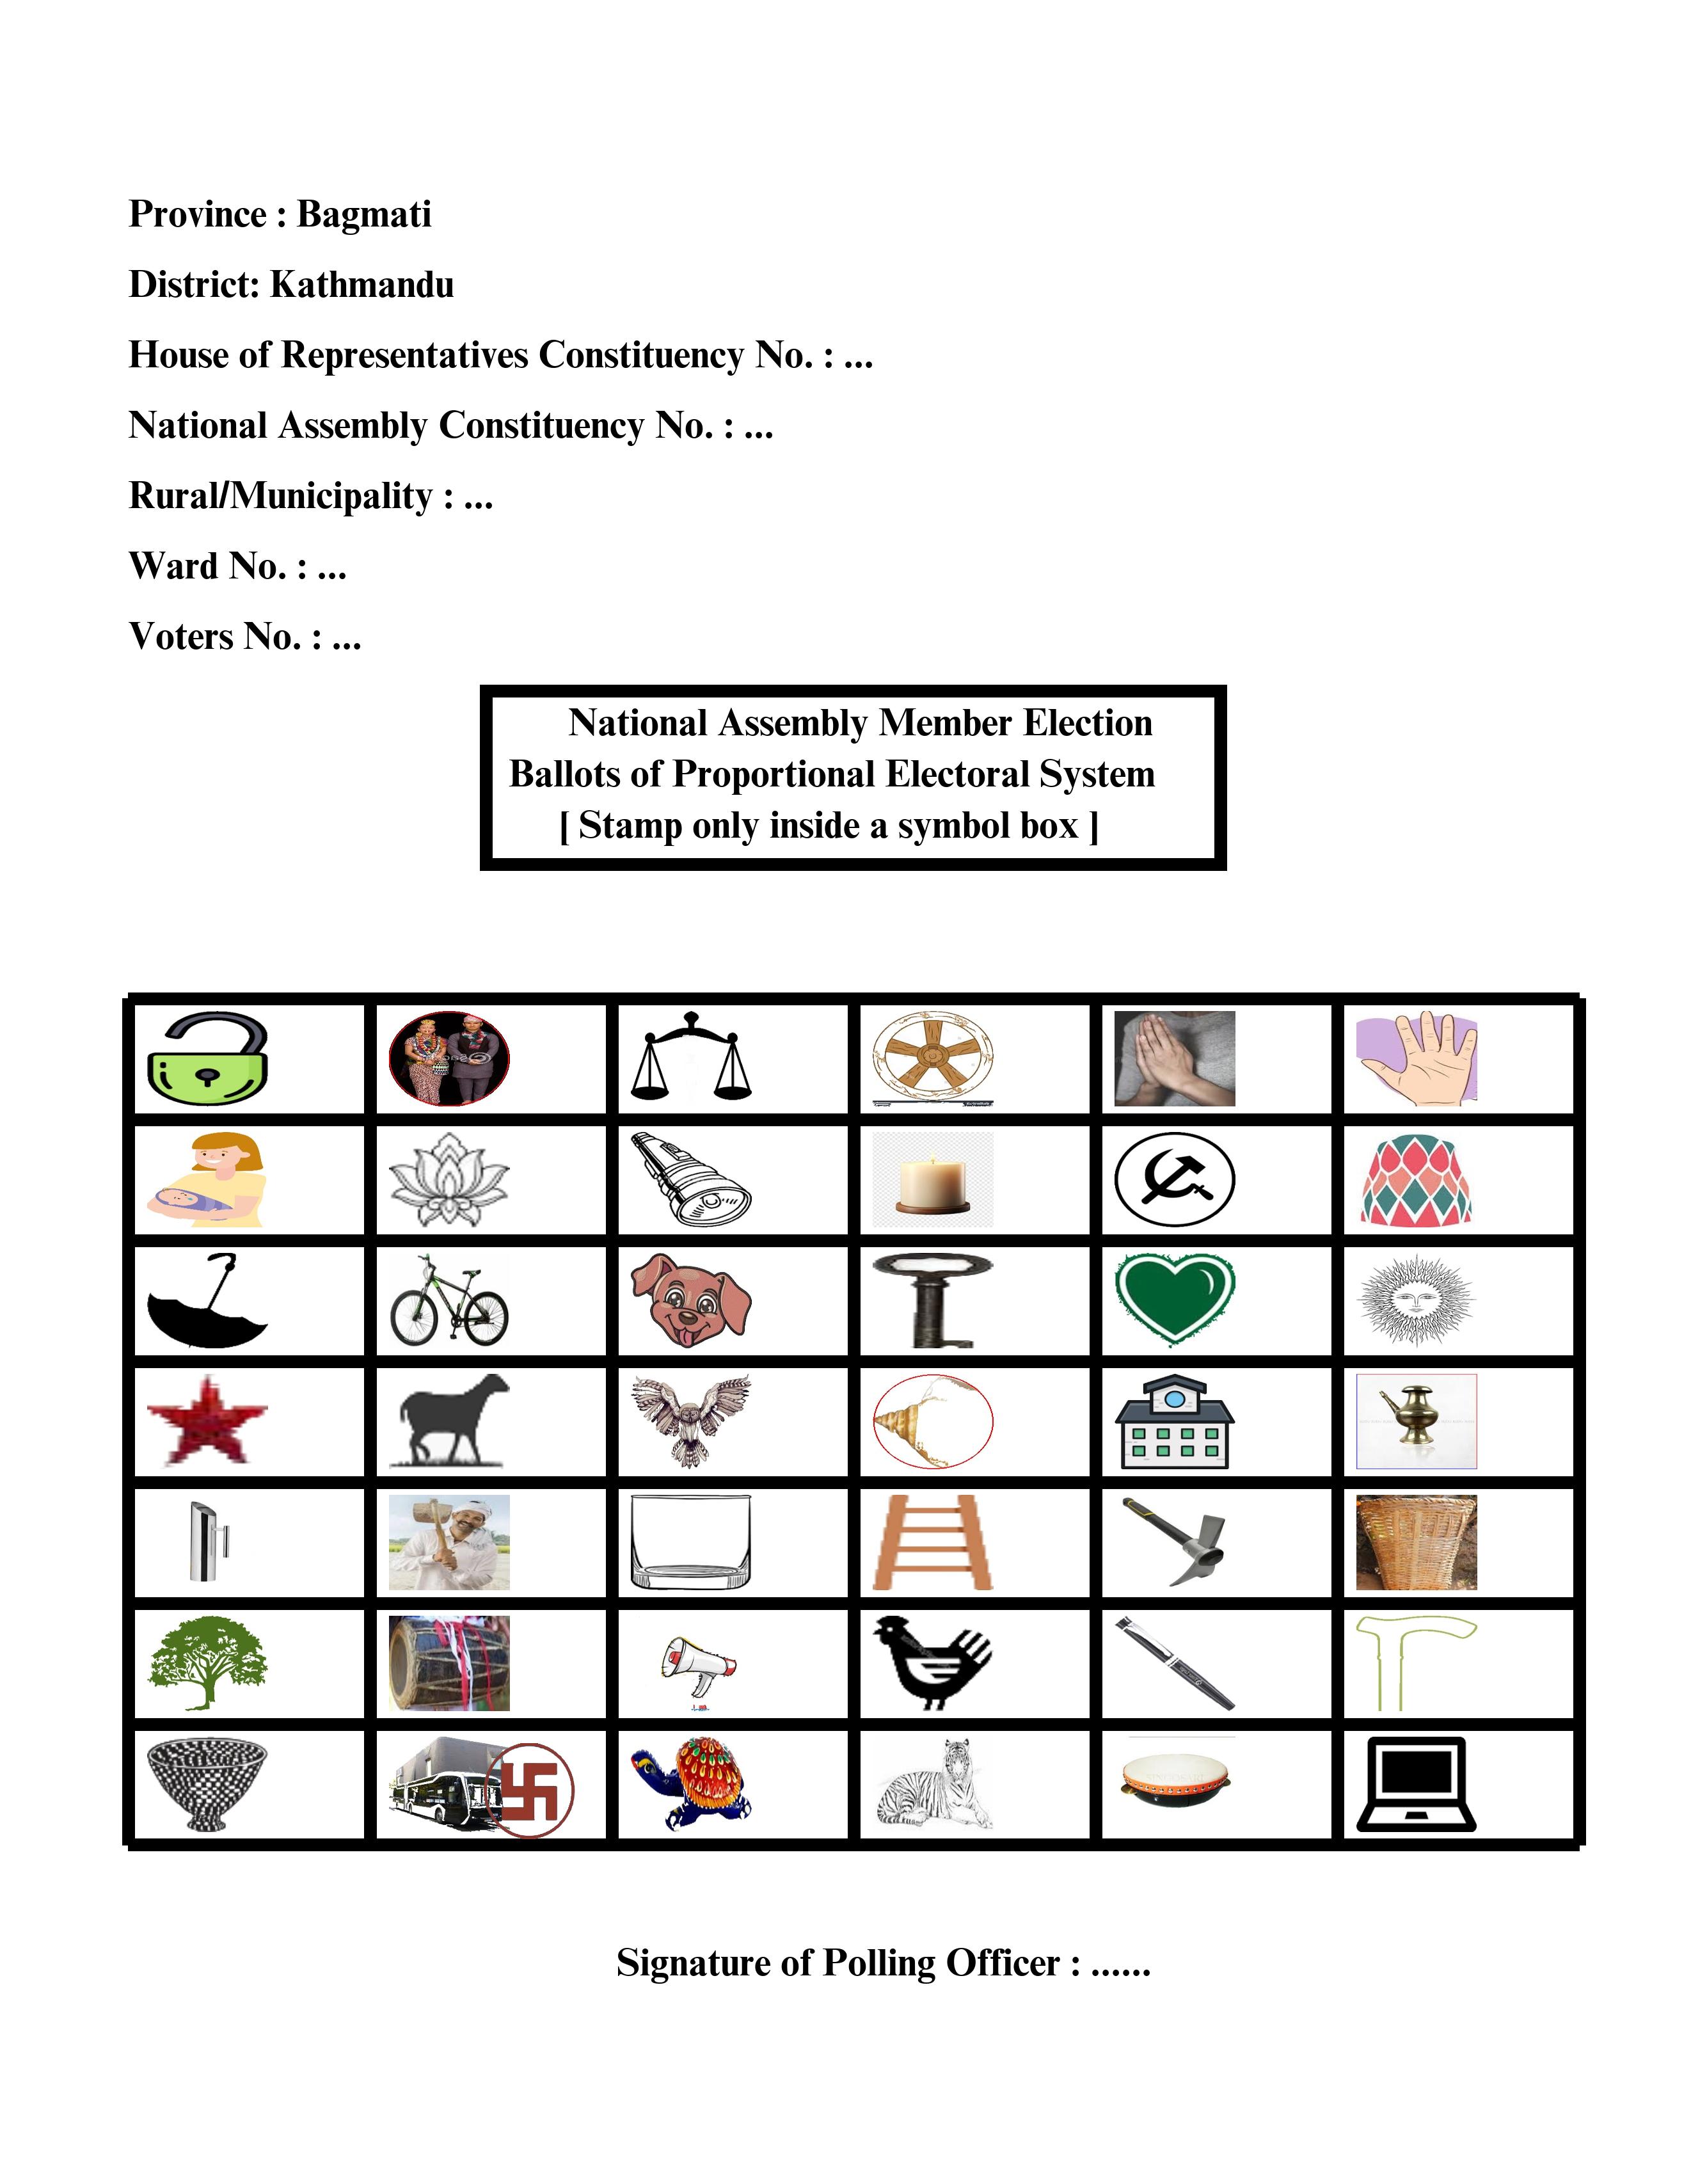 Province : Bagmati
District: Kathmandu
House of Representatives Constituency No. : ...
National Assembly Constituency No. : ...
Rural/Municipality : ...
Ward No. : ...
Voters No. : ...
National Assembly Member Election
Ballots of Proportional Electoral System
[ Stamp only inside a symbol box ]
Signature of Polling Officer : ......